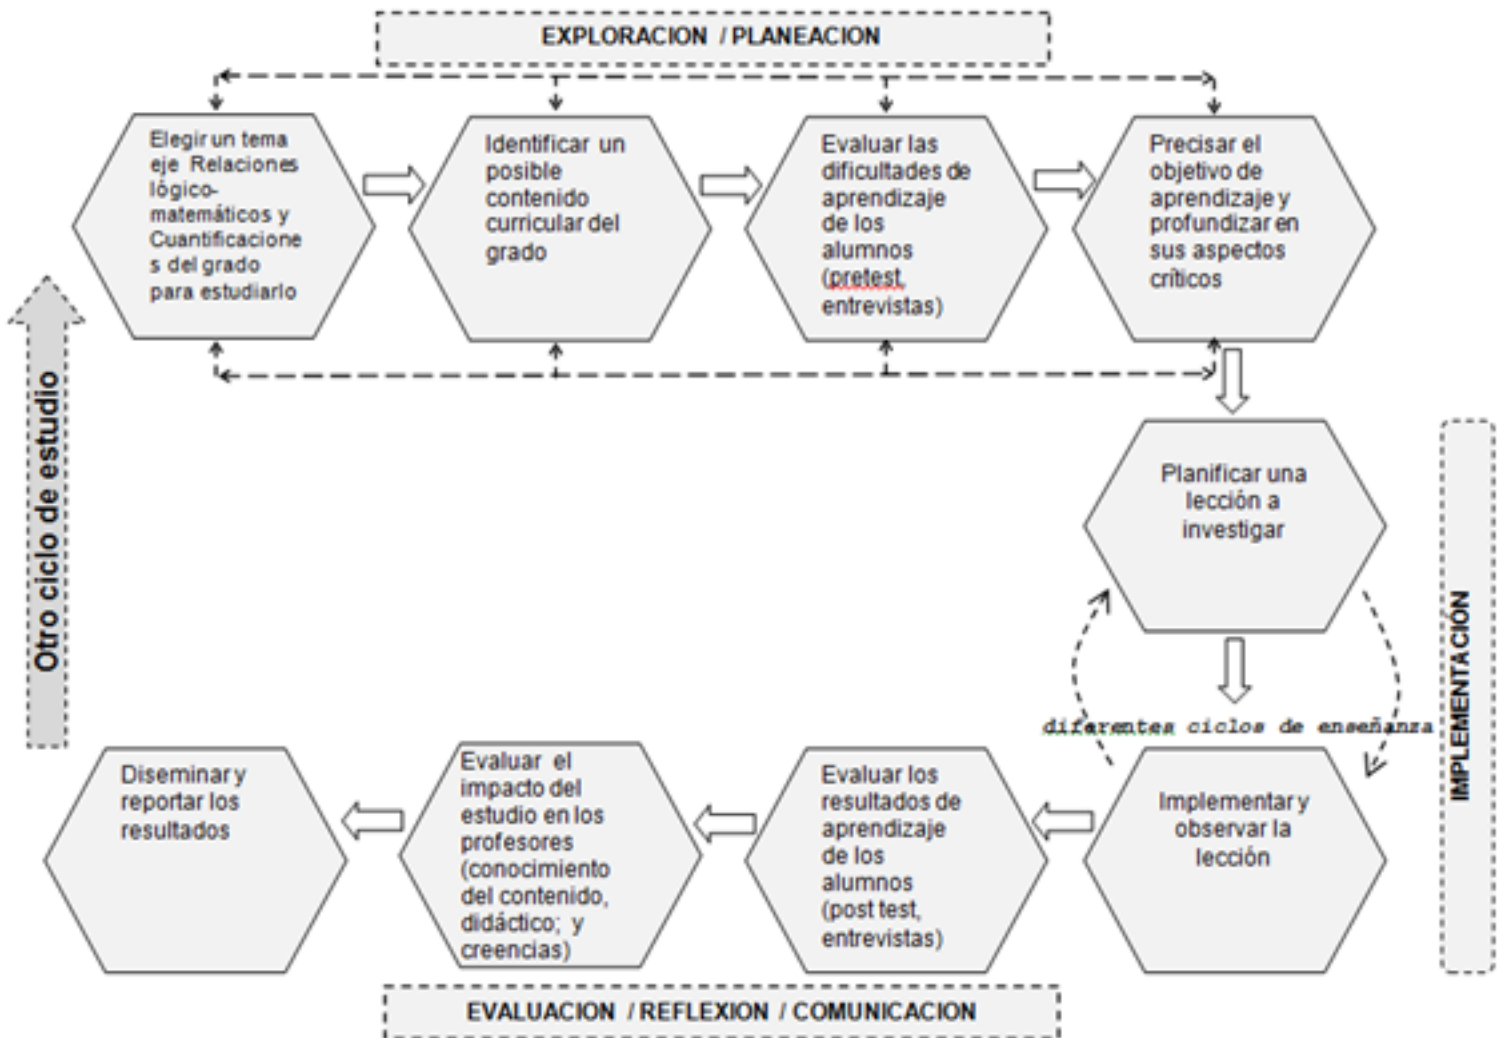 EXPLORACION / PLANEACION
Elegir un tema
eje Relaciones
lógico-
matemáticos y
Cuantificacione
s del grado
para estudiarlo
Identificar un
posible
contenido
curricular del
grado
Evaluar las
dificultades de
aprendizaje
de los
alumnos
(pretest,
entrevistas)
Precisar el
objetivo de
aprendizaje y
profundizar en
sus aspectos
críticos
Planificar una
lección a
investigar
IMPLEMENTACIÓN
diferentes ciclos de enseñanza
Implementar y
observar la
lección
Evaluar los
resultados de
aprendizaje
de los
alumnos
(post test,
entrevistas)
Evaluar el
impacto del
estudio en los
profesores
(conocimiento
del contenido,
didáctico; y
creencias)
Diseminar y
reportar los
resultados
EVALUACION / REFLEXION / COMUNICACION
Otro ciclo de estudio